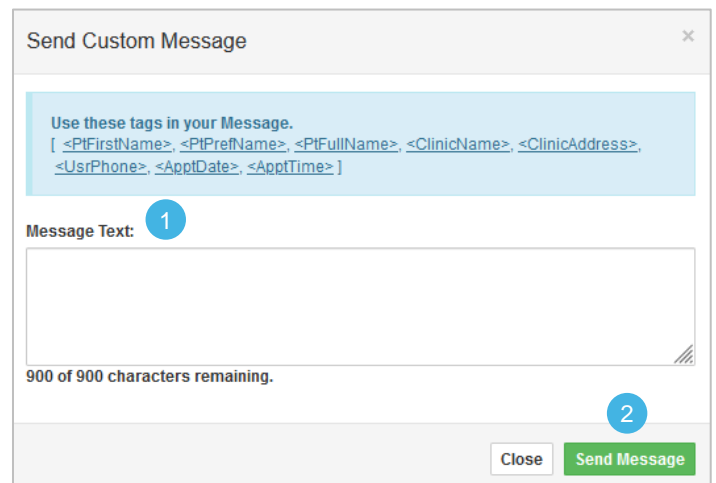 Send Custom Message ×
Use these tags in your Message.
[ <PtFirstName>, <PtPrefName>, <PtFullName>, <ClinicName>, <ClinicAddress>,
<UsrPhone>, <ApptDate>, <ApptTime> ]
1
Message Text:
900 of 900 characters remaining.
2
Close Send Message